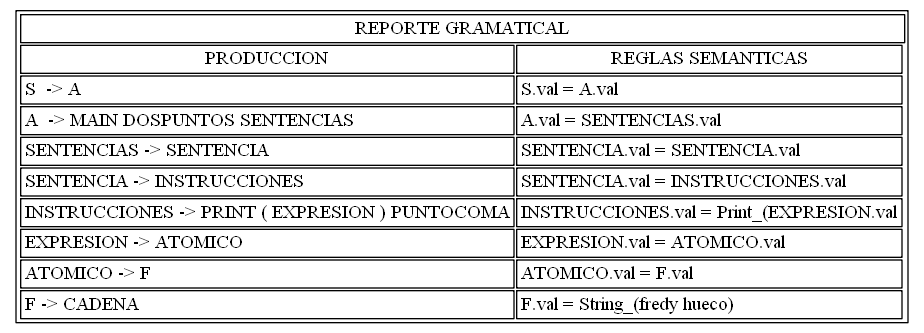 REPORTE GRAMATICAL
PRODUCCION REGLAS SEMANTICAS
S -> A S.val = A.val
A -> MAIN DOSPUNTOS SENTENCIAS A.val = SENTENCIAS.val
SENTENCIAS -> SENTENCIA SENTENCIA.val = SENTENCIA.val
SENTENCIA -> INSTRUCCIONES SENTENCIA.val = INSTRUCCIONES.val
INSTRUCCIONES -> PRINT ( EXPRESION ) PUNTOCOMA INSTRUCCIONES.val = Print_(EXPRESION.val
EXPRESION -> ATOMICO EXPRESION.val = ATOMICO.val
ATOMICO -> F ATOMICO.val = F.val
F -> CADENA F.val = String_(fredy hueco)